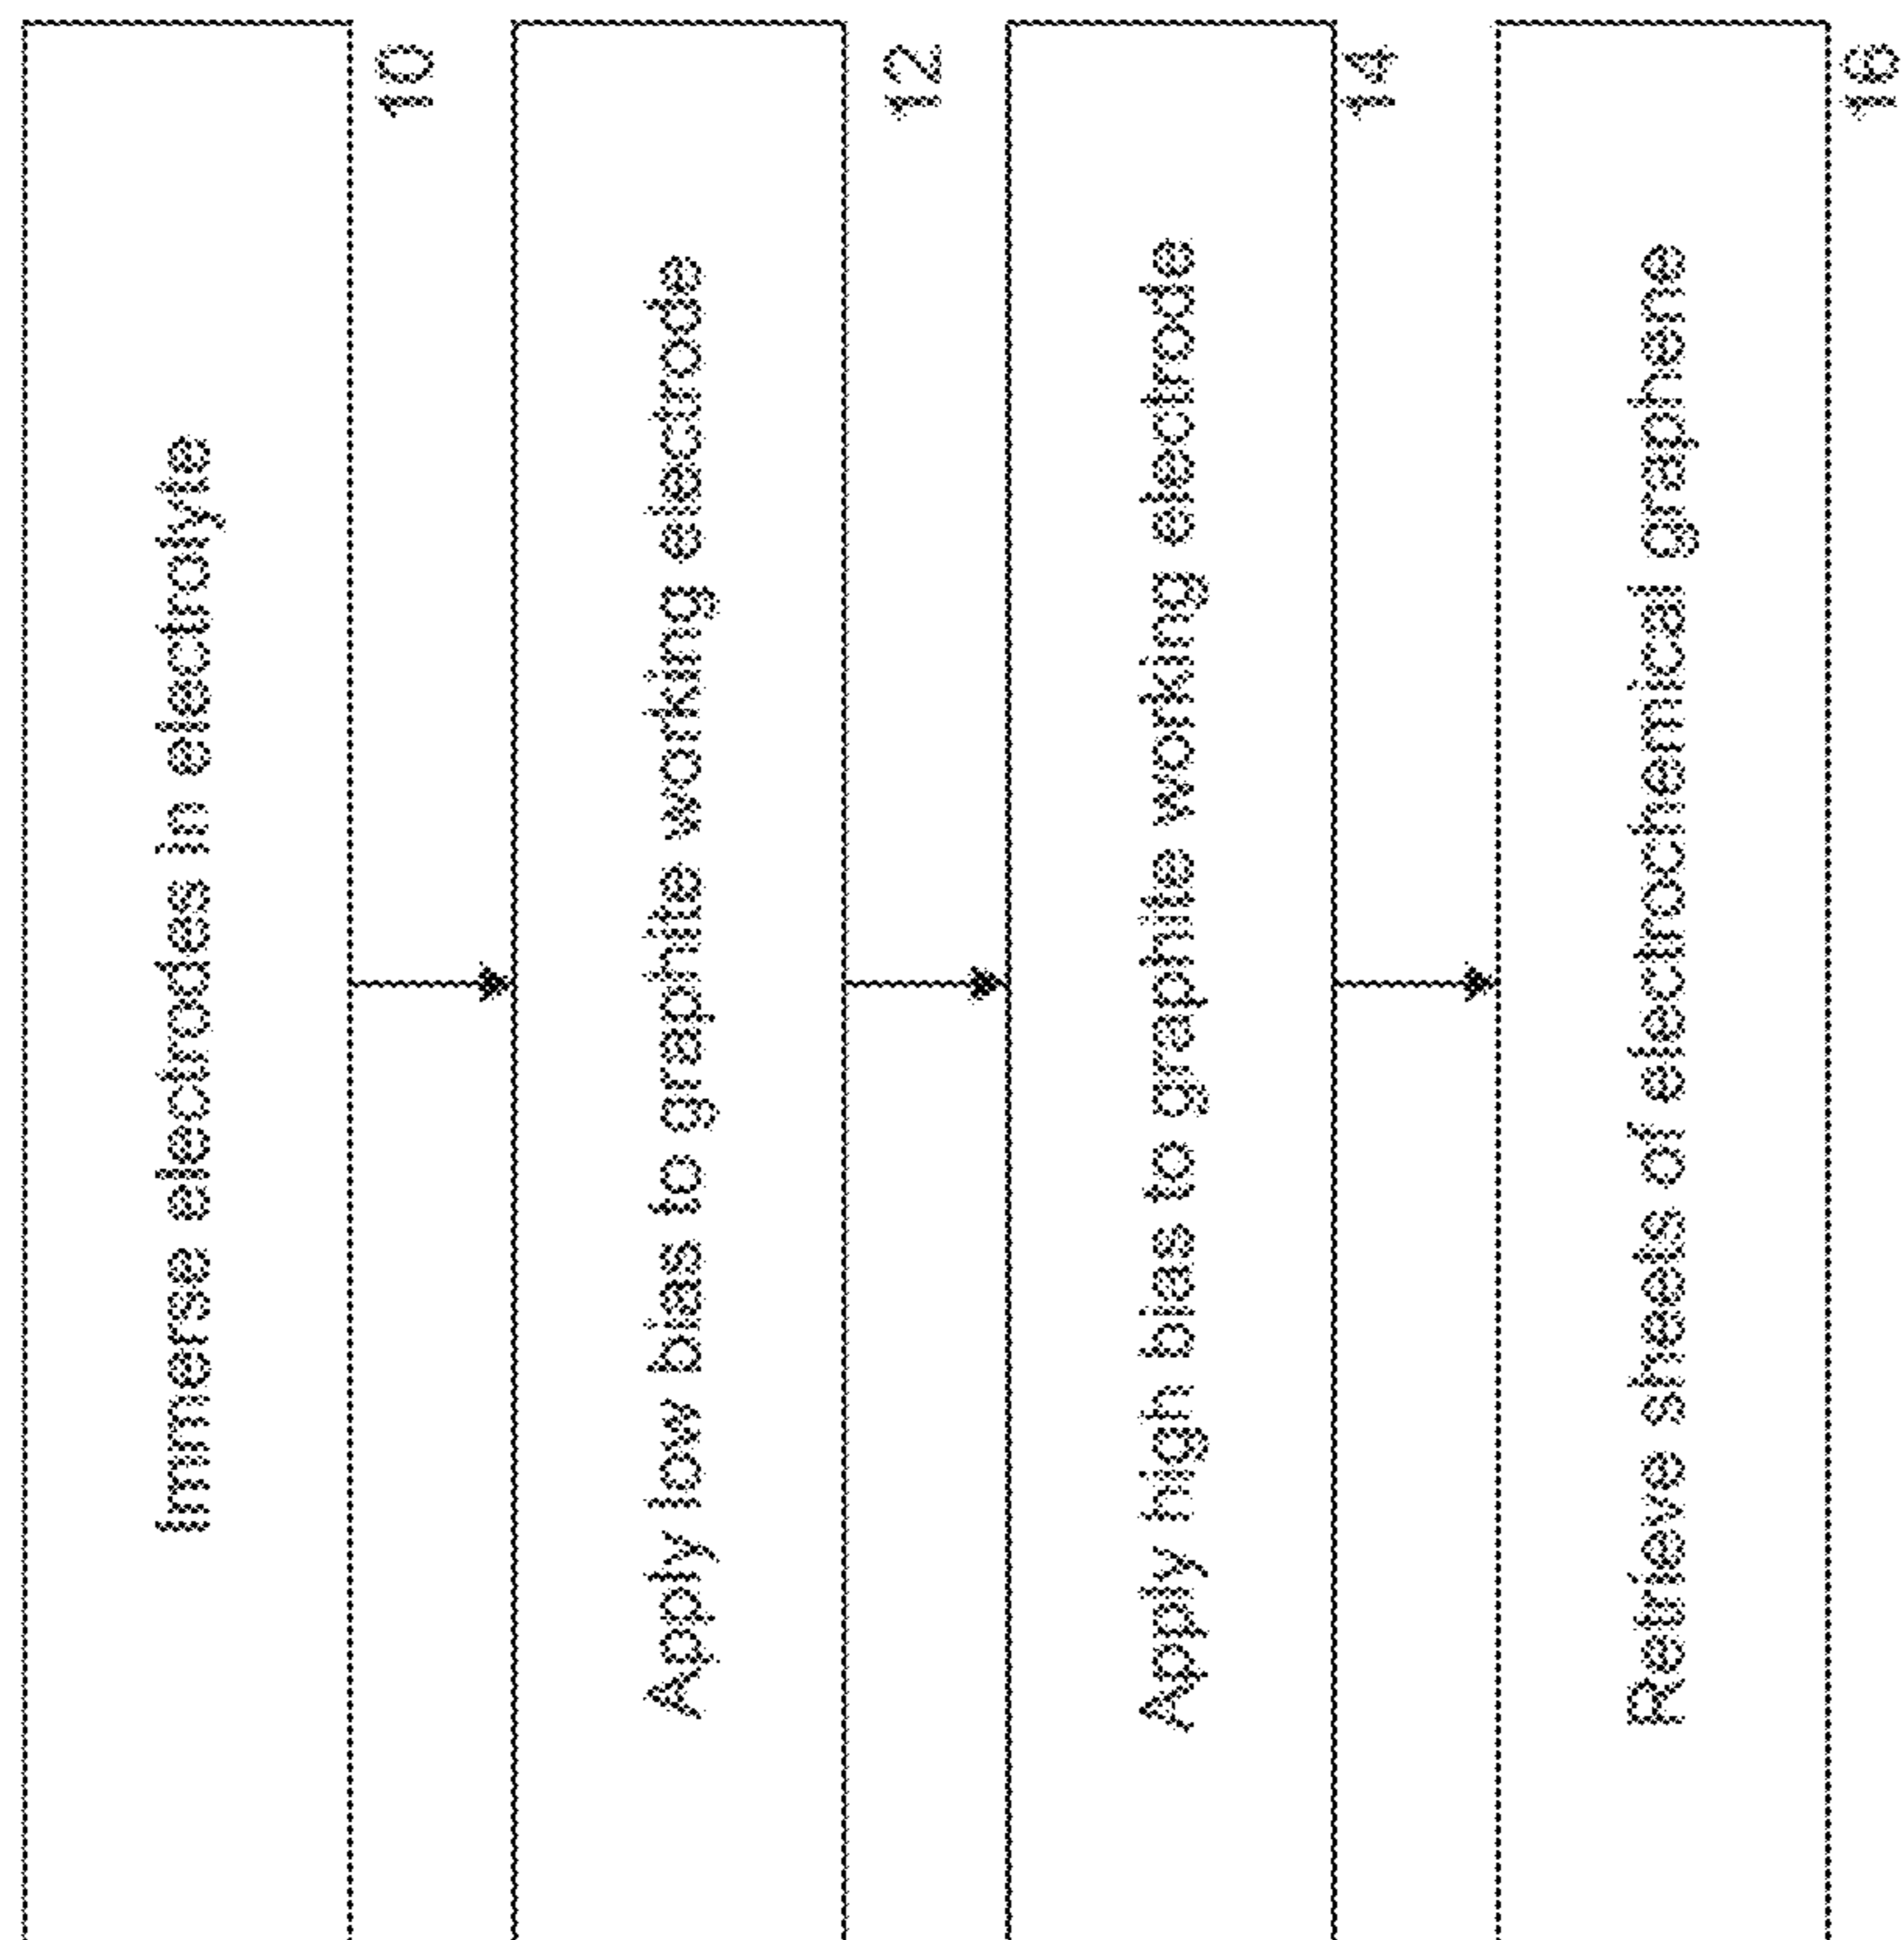 Immerse electrodes in electrolyte
10
Apply low bias to graphite working electrode
12
Apply high bias to graphite working electrode
14
Retrieve sheets of electrochemical graphene
16